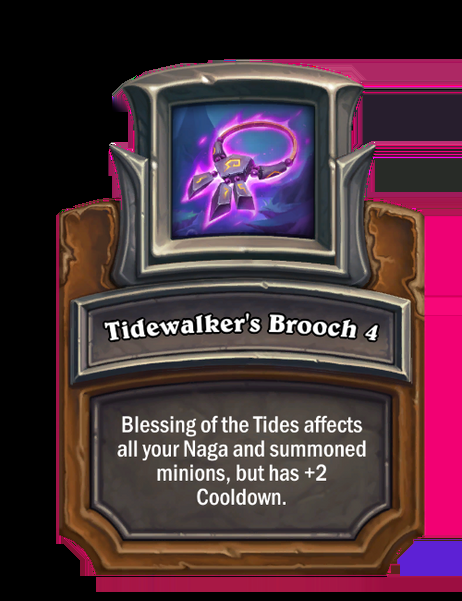 Tidewalker's Brooch 4
Blessing of the Tides affects
all your Naga and summoned
minions, but has +2
Cooldown.